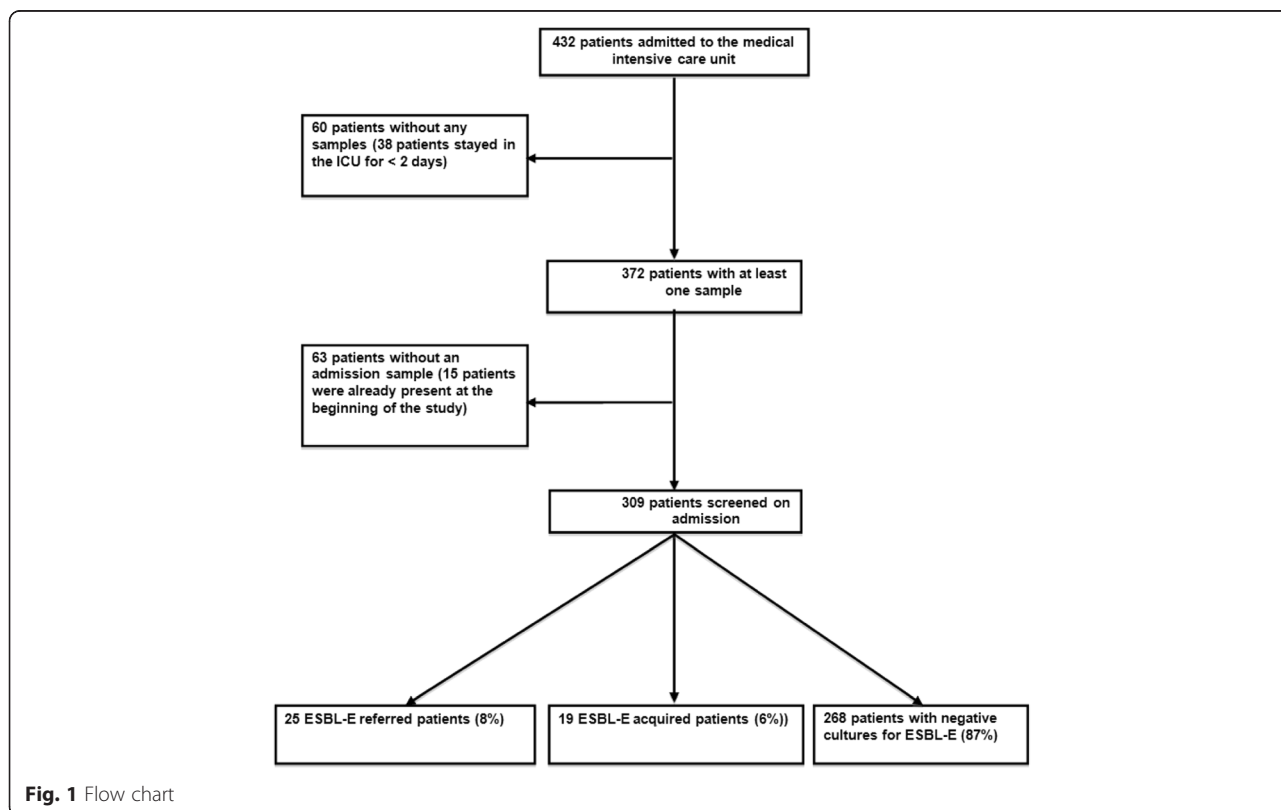 432 patients admitted to the medical
intensive care unit
60 patients without any
samples (38 patients stayed in
the ICU for < 2 days)
372 patients with at least
one sample
63 patients without an
admission sample (15 patients
were already present at the
beginning of the study)
309 patients screened on
admission
25 ESBL-E referred patients (8%)
19 ESBL-E acquired patients (6%))
268 patients with negative
cultures for ESBL-E (87%)
Fig. 1 Flow chart